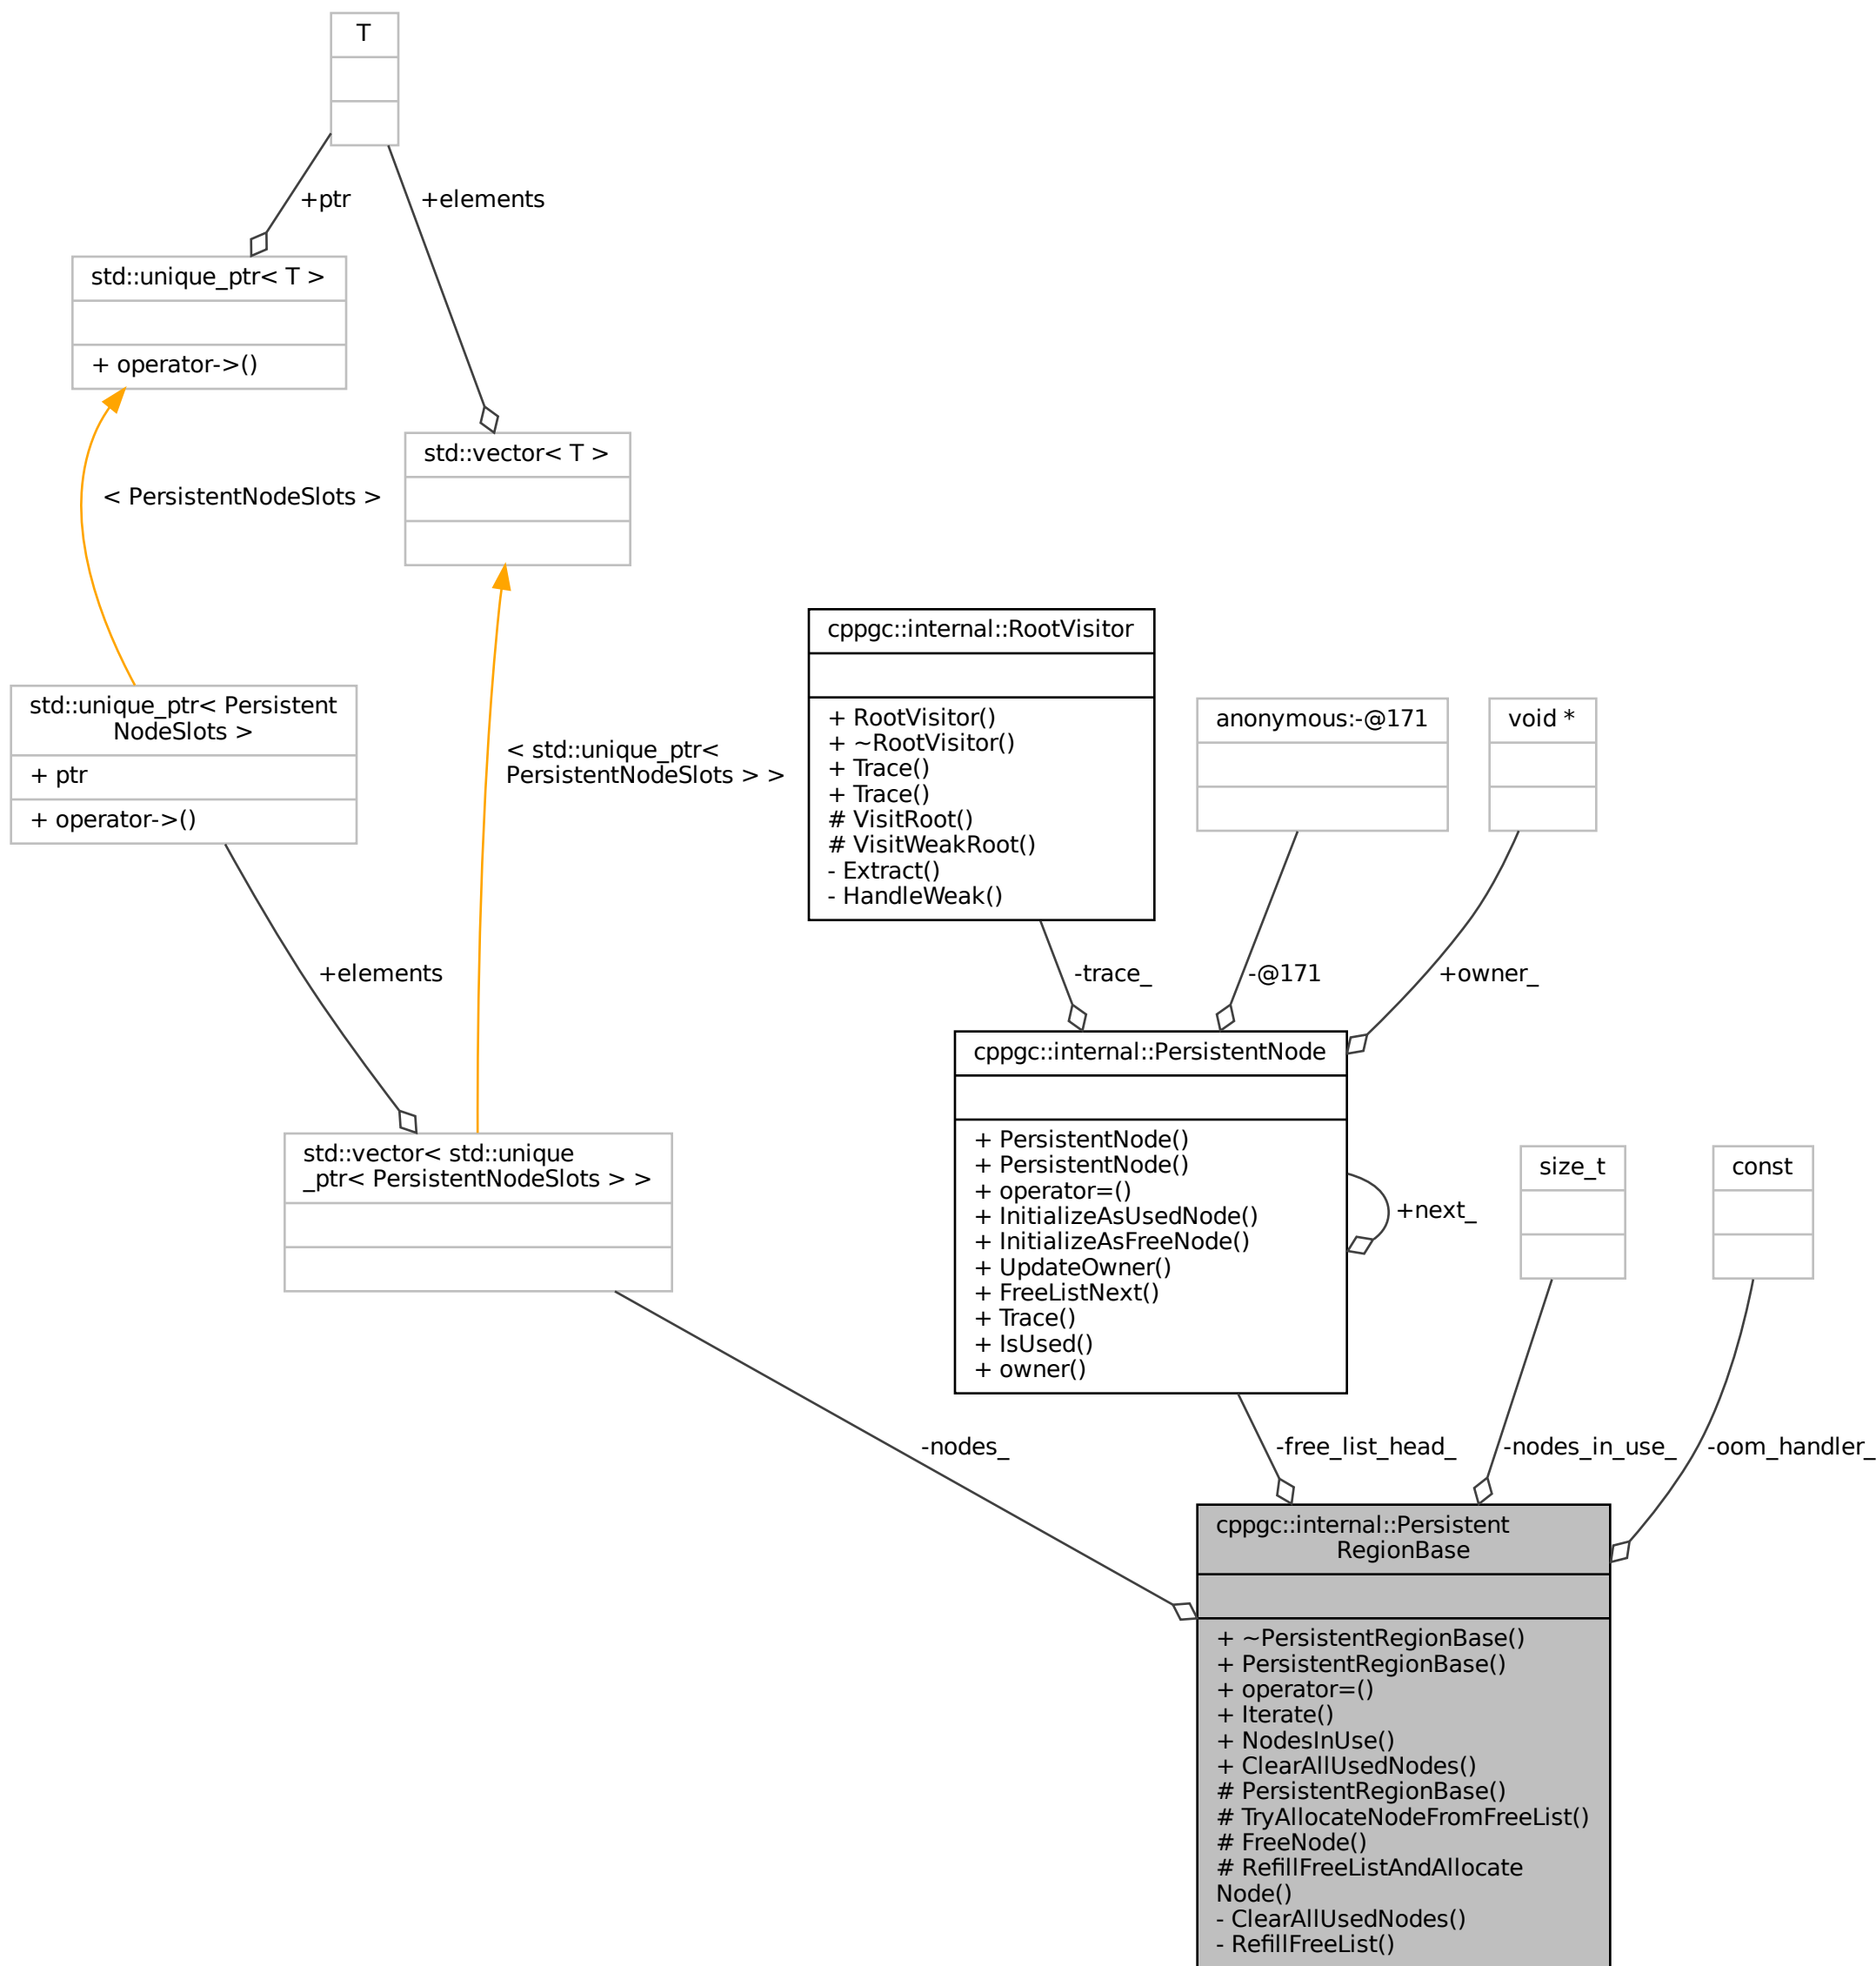 T
+ptr
+elements
std::unique_ptr< T >
+ operator->()
std::vector< T >
< PersistentNodeSlots >
cppgc::internal::RootVisitor
+ RootVisitor()
+ ~RootVisitor()
+ Trace()
+ Trace()
# VisitRoot()
# VisitWeakRoot()
- Extract()
- HandleWeak()
anonymous:-@171
void *
std::unique_ptr< Persistent
NodeSlots >
+ ptr
+ operator->()
< std::unique_ptr<
PersistentNodeSlots > >
+elements
-trace_
-@171
+owner_
cppgc::internal::PersistentNode
+ PersistentNode()
+ PersistentNode()
+ operator=()
+ InitializeAsUsedNode()
+ InitializeAsFreeNode()
+ UpdateOwner()
+ FreeListNext()
+ Trace()
+ IsUsed()
+ owner()
+next_
std::vector< std::unique
_ptr< PersistentNodeSlots > >
size_t
const
-nodes_
-free_list_head_
-nodes_in_use_
-oom_handler_
cppgc::internal::Persistent
RegionBase
+ ~PersistentRegionBase()
+ PersistentRegionBase()
+ operator=()
+ Iterate()
+ NodesInUse()
+ ClearAllUsedNodes()
# PersistentRegionBase()
# TryAllocateNodeFromFreeList()
# FreeNode()
# RefillFreeListAndAllocate
Node()
- ClearAllUsedNodes()
- RefillFreeList()